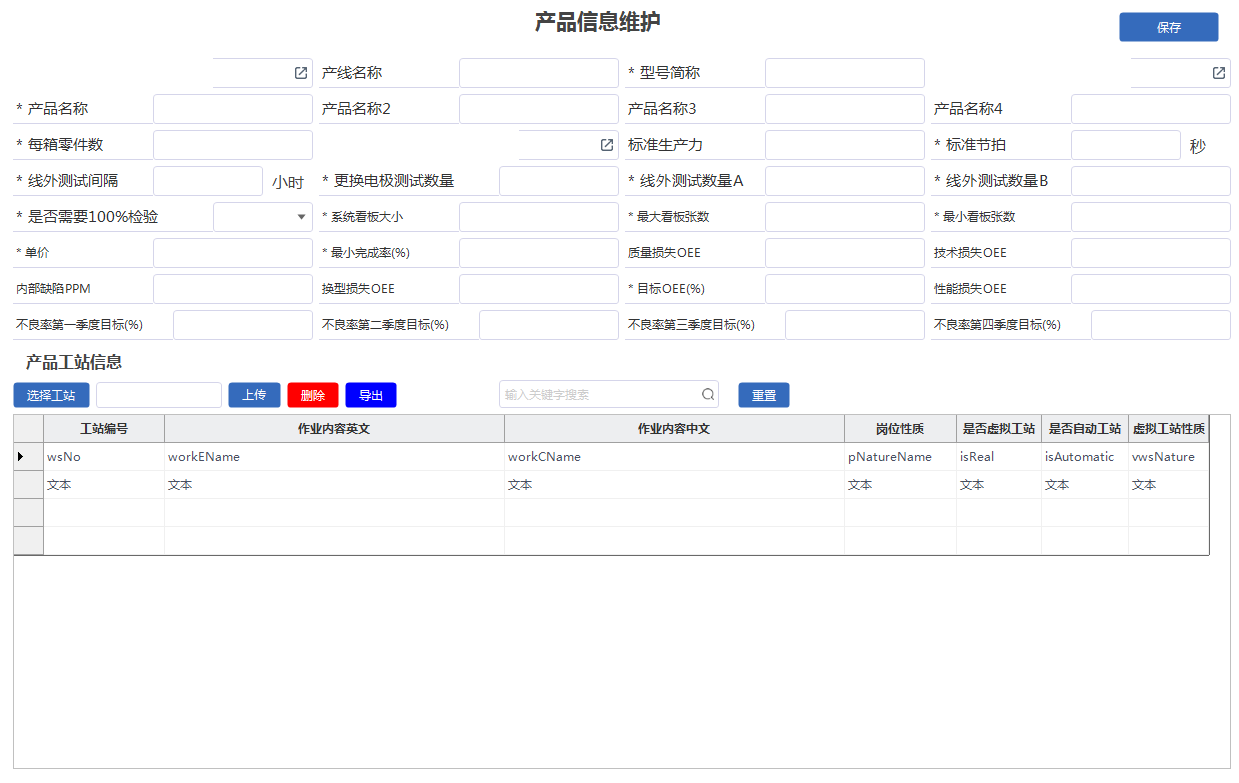 产品信息维护
保存
产线名称 * 型号简称
* 产品名称 产品名称2 产品名称3 产品名称4
* 每箱零件数 标准生产力 * 标准节拍 秒
* 线外测试间隔 小时 * 更换电极测试数量 * 线外测试数量A * 线外测试数量B
* 是否需要100%检验 * 系统看板大小 * 最大看板张数 * 最小看板张数
* 单价 * 最小完成率(%) 质量损失OEE 技术损失OEE
内部缺陷PPM 换型损失OEE * 目标OEE(%) 性能损失OEE
不良率第一季度目标(%) 不良率第二季度目标(%) 不良率第三季度目标(%) 不良率第四季度目标(%)
产品工站信息
选择工站 上传 删除 导出 输入关键字搜索 重置
工站编号 作业内容英文 作业内容中文 岗位性质 是否虚拟工站 是否自动工站 虚拟工站性质
wsNo workEName workCName pNatureName isReal isAutomatic vwsNature
文本 文本 文本 文本 文本 文本 文本